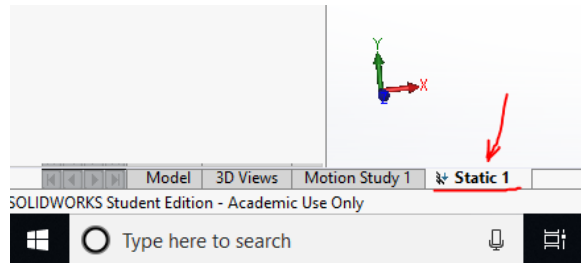 Y
X
Model 3D Views Motion Study 1 Static 1
SOLIDWORKS Student Edition - Academic Use Only
Type here to search